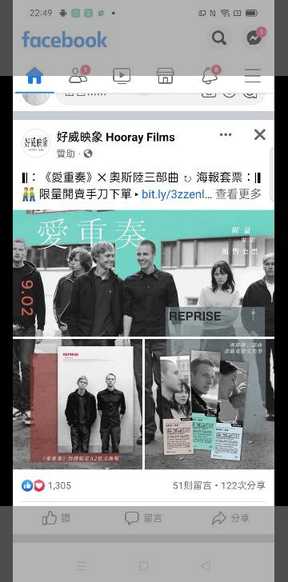 22:49
facebook
好威映象 Hooray Films
贊助
：《愛重奏》×奧斯陸三部曲 海報套票：
限量開賣手刀下單 bit.ly/3zzenl... 查看更多
愛重奏
9.02
REPRISE
REPRISE
1,305
51則留言・122次分享
讚
留言
分享